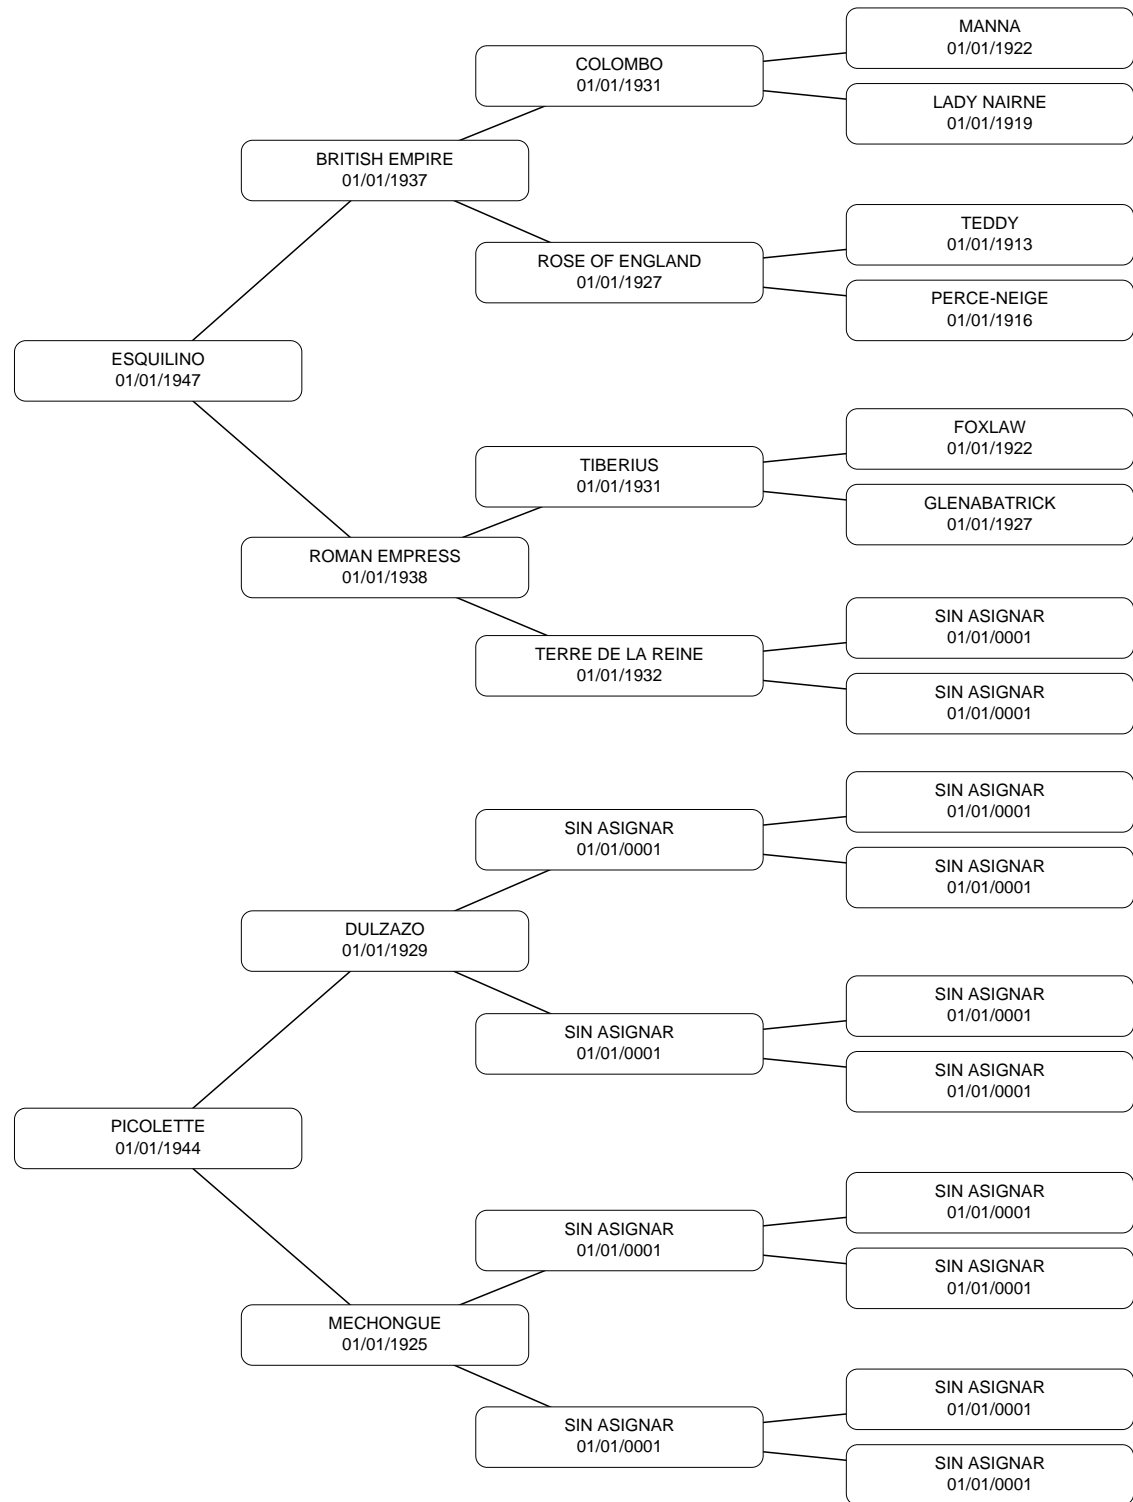 MANNA
01/01/1922
COLOMBO
01/01/1931
LADY NAIRNE
01/01/1919
BRITISH EMPIRE
01/01/1937
TEDDY
01/01/1913
ROSE OF ENGLAND
01/01/1927
PERCE-NEIGE
01/01/1916
ESQUILINO
01/01/1947
FOXLAW
01/01/1922
TIBERIUS
01/01/1931
GLENABATRICK
01/01/1927
ROMAN EMPRESS
01/01/1938
SIN ASIGNAR
01/01/0001
TERRE DE LA REINE
01/01/1932
SIN ASIGNAR
01/01/0001
SIN ASIGNAR
01/01/0001
SIN ASIGNAR
01/01/0001
SIN ASIGNAR
01/01/0001
DULZAZO
01/01/1929
SIN ASIGNAR
01/01/0001
SIN ASIGNAR
01/01/0001
SIN ASIGNAR
01/01/0001
PICOLETTE
01/01/1944
SIN ASIGNAR
01/01/0001
SIN ASIGNAR
01/01/0001
SIN ASIGNAR
01/01/0001
MECHONGUE
01/01/1925
SIN ASIGNAR
01/01/0001
SIN ASIGNAR
01/01/0001
SIN ASIGNAR
01/01/0001